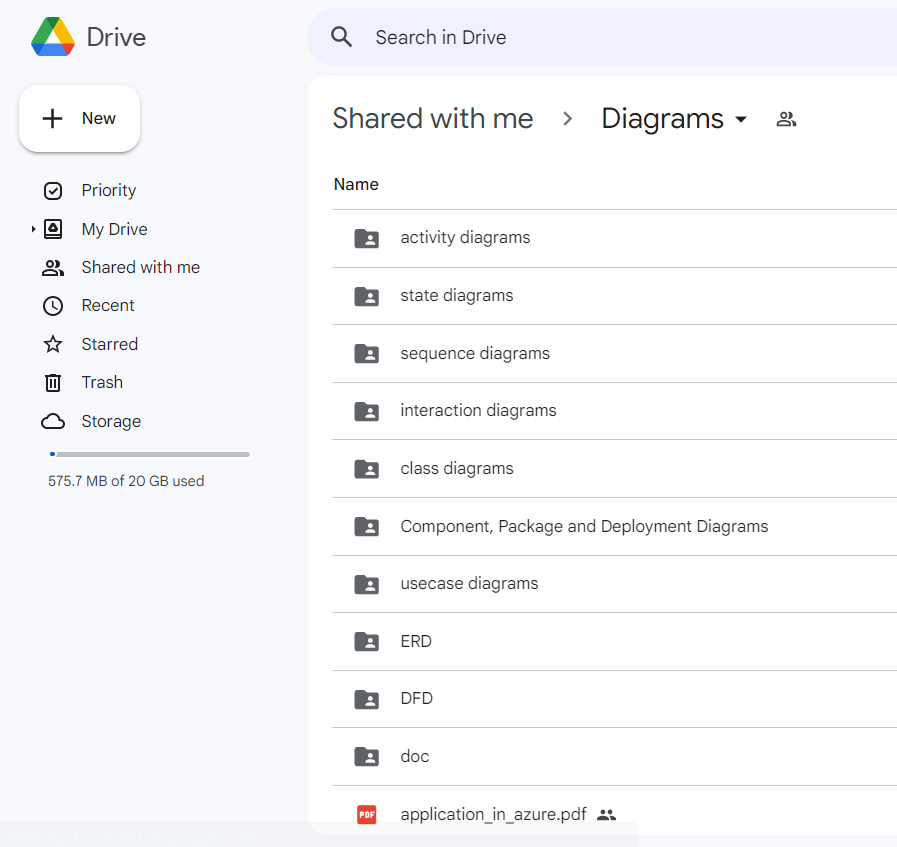 Drive
Search in Drive
New
Priority
My Drive
Shared with me
Recent
Starred
Trash
Storage
575.7 MB of 20 GB used
Shared with me
Diagrams
Name
activity diagrams
state diagrams
sequence diagrams
interaction diagrams
class diagrams
Component, Package and Deployment Diagrams
usecase diagrams
ERD
DFD
doc
PDF
application_in_azure.pdf